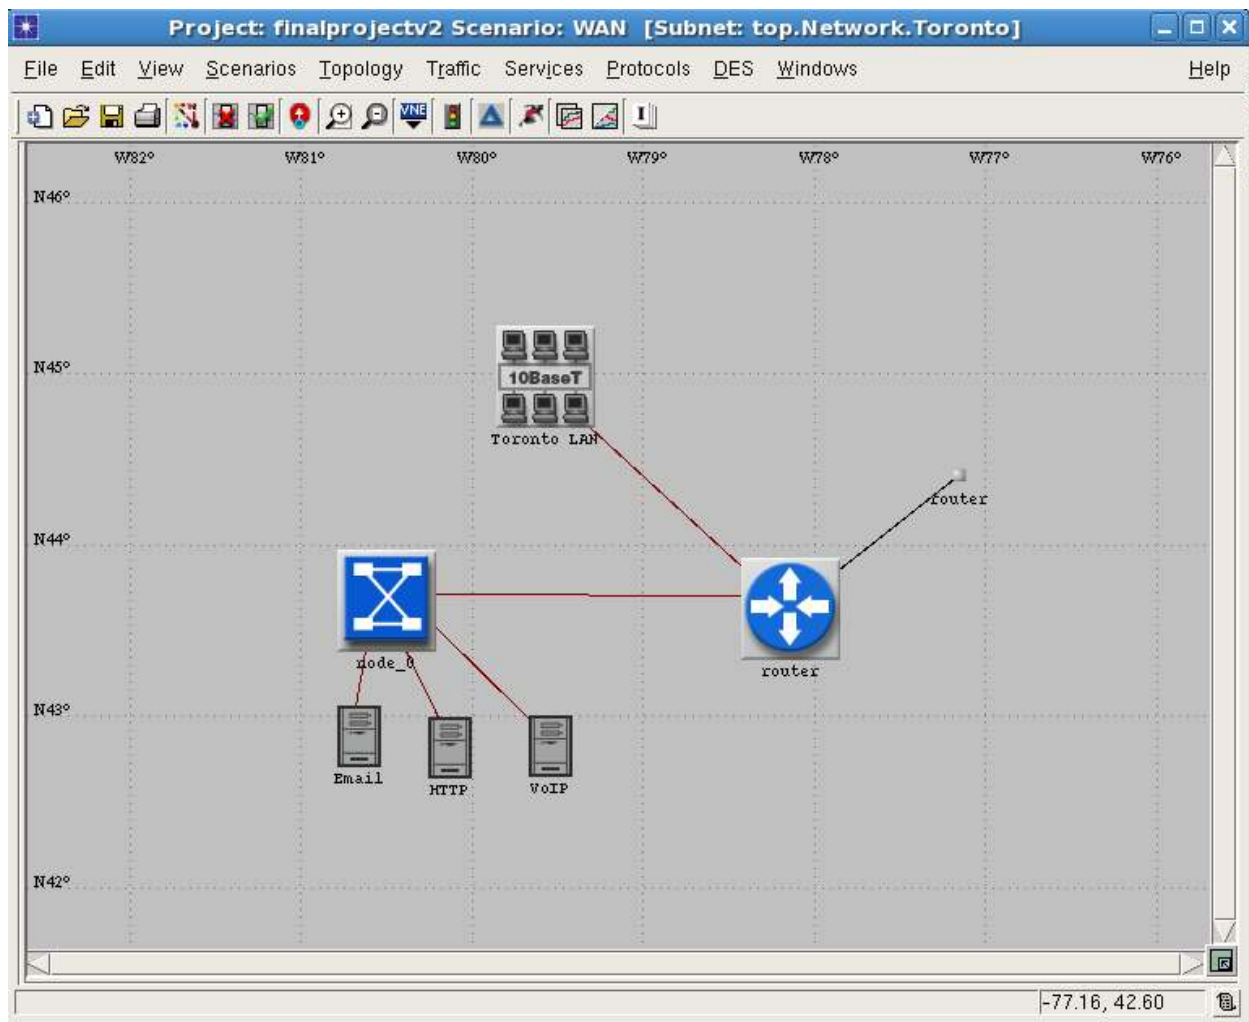 Project: finalprojectv2 Scenario: WAN [Subnet: top.Network.Toronto]
File Edit View Scenarios Topology Traffic Services Protocols DES Windows Help
VNE
W82° W81° W80° W79° W78° W77° W76°
N46°
N45°
10BaseT
Toronto LAN
router
N44°
node_0
router
N43°
Email
HTTP
VoIP
N42°
-77.16, 42.60